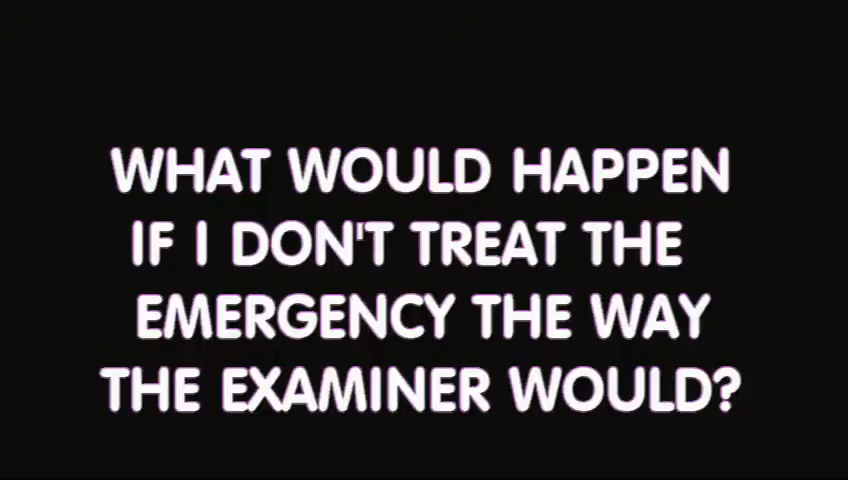 WHAT WOULD HAPPEN
IF I DON'T TREAT THE
EMERGENCY THE WAY
THE EXAMINER WOULD?